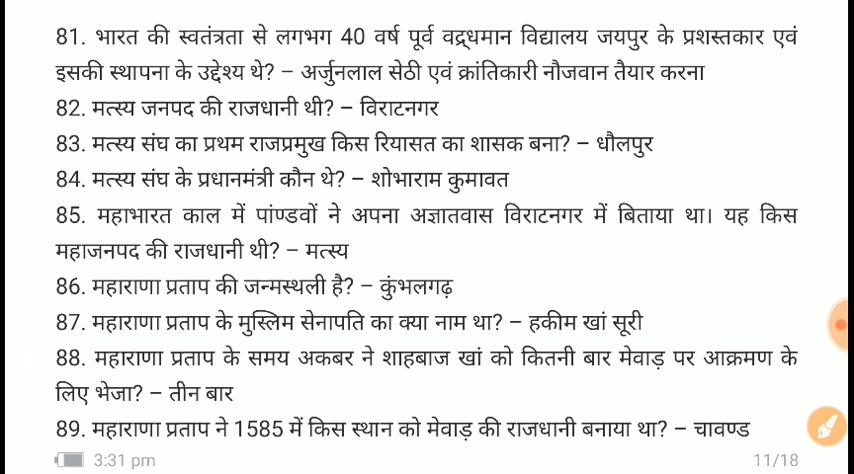 81. भारत की स्वतंत्रता से लगभग 40 वर्ष पूर्व वद्र्धमान विद्यालय जयपुर के प्रशस्तकार एवं
इसकी स्थापना के उद्देश्य थे? – अर्जुनलाल सेठी एवं क्रांतिकारी नौजवान तैयार करना
82. मत्स्य जनपद की राजधानी थी? – विराटनगर
83. मत्स्य संघ का प्रथम राजप्रमुख किस रियासत का शासक बना? – धौलपुर
84. मत्स्य संघ के प्रधानमंत्री कौन थे? – शोभाराम कुमावत
85. महाभारत काल में पांण्डवों ने अपना अज्ञातवास विराटनगर में बिताया था। यह किस
महाजनपद की राजधानी थी? – मत्स्य
86. महाराणा प्रताप की जन्मस्थली है? – कुंभलगढ़
87. महाराणा प्रताप के मुस्लिम सेनापति का क्या नाम था? – हकीम खां सूरी
88. महाराणा प्रताप के समय अकबर ने शाहबाज खां को कितनी बार मेवाड़ पर आक्रमण के
लिए भेजा? – तीन बार
89. महाराणा प्रताप ने 1585 में किस स्थान को मेवाड़ की राजधानी बनाया था? – चावण्ड
3:31 pm 11/18